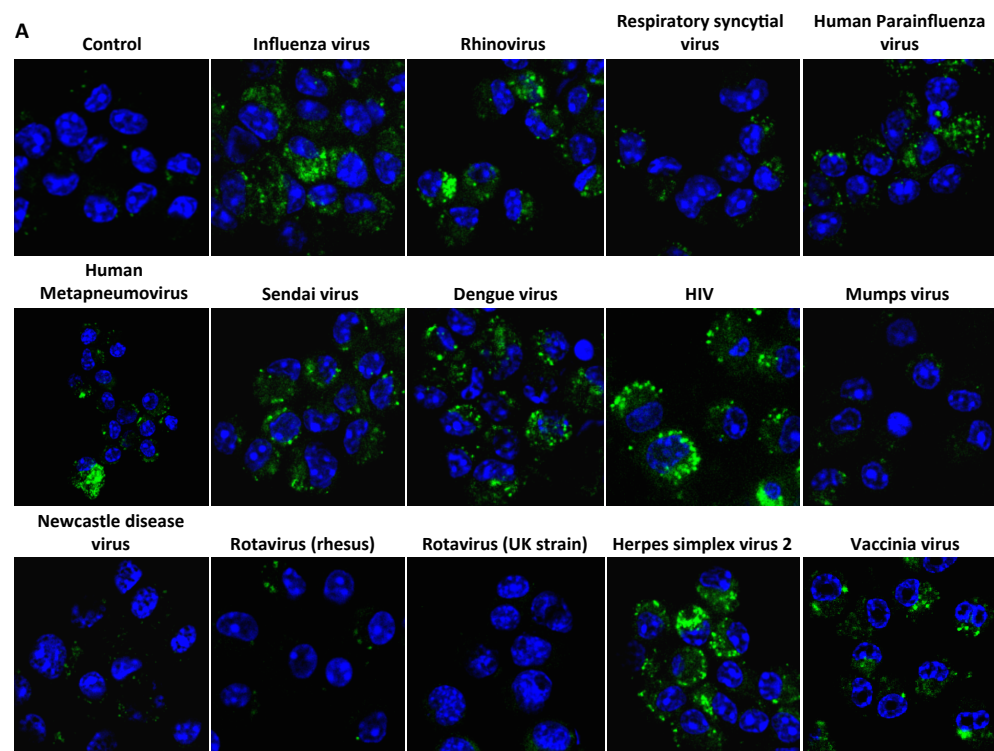 A
Control
Influenza virus
Rhinovirus
Respiratory syncytial
virus
Human Parainfluenza
virus
Human
Metapneumovirus
Sendai virus
Dengue virus
HIV
Mumps virus
Newcastle disease
virus
Rotavirus (rhesus)
Rotavirus (UK strain)
Herpes simplex virus 2
Vaccinia virus